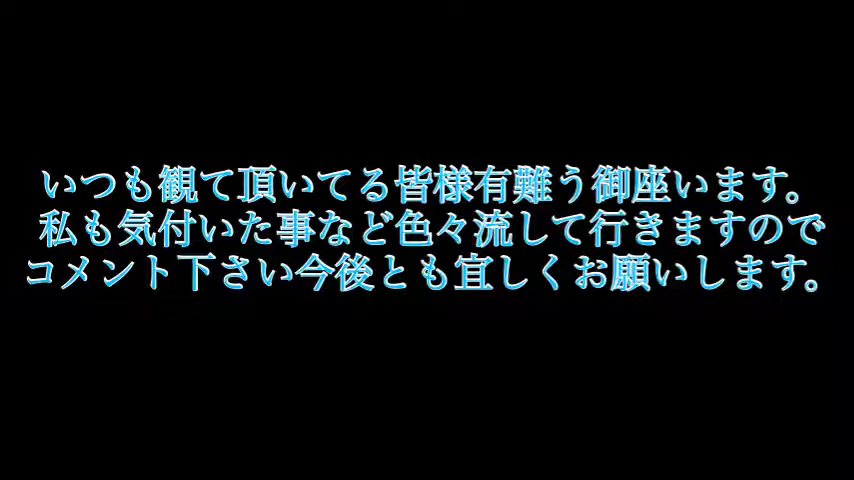 いつも観て頂いてる皆様有難う御座います。
私も気付いた事など色々流して行きますので
コメント下さい今後とも宜しくお願いします。